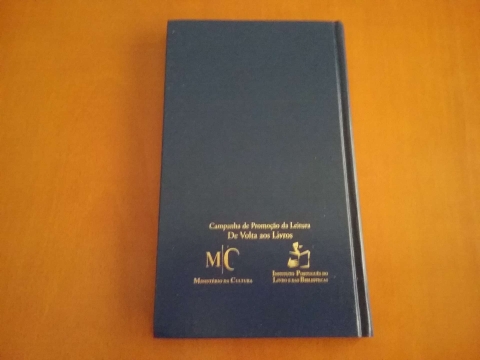 Campanha de Promoção da Leitura
De Volta aos Livros
M|C
Ministério da Cultura
Instituto Português do
Livro e das Bibliotecas